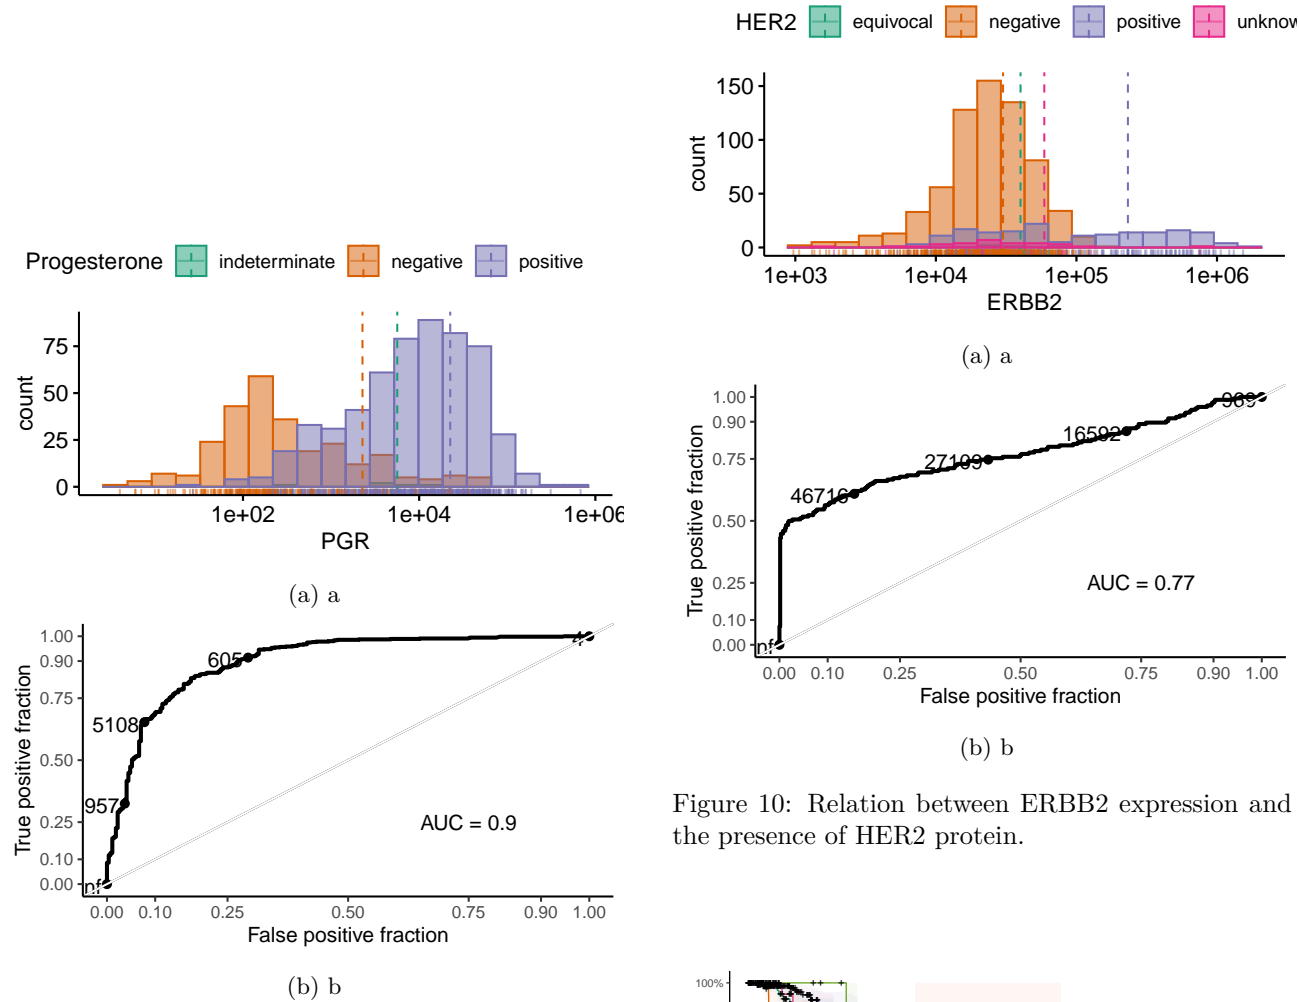 Progesterone indeterminate negative positive
75
50
25
0
count
1e+02 1e+04 1e+06
PGR
(a) a
1.00
0.90
0.75
0.50
0.25
0.10
0.00
True positive fraction
4
605
5108
957
nf
AUC = 0.9
0.00 0.10 0.25 0.50 0.75 0.90 1.00
False positive fraction
(b) b
HER2 equivocal negative positive unknow
150
100
50
0
count
1e+03 1e+04 1e+05 1e+06
ERBB2
(a) a
1.00
0.90
0.75
0.50
0.25
0.10
0.00
True positive fraction
16592
46716
nf
AUC = 0.77
0.00 0.10 0.25 0.50 0.75 0.90 1.00
False positive fraction
(b) b
Figure 10: Relation between ERBB2 expression and
the presence of HER2 protein.
100%